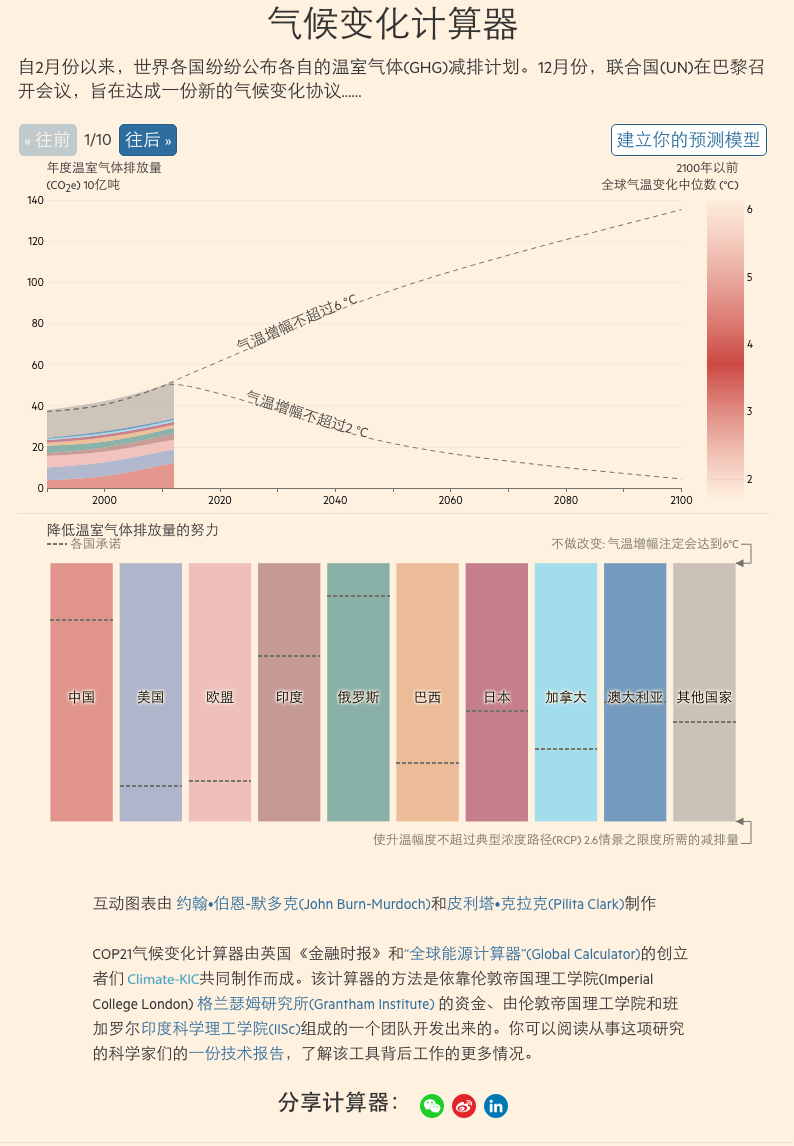 气候变化计算器
自2月份以来，世界各国纷纷公布各自的温室气体(GHG)减排计划。12月份，联合国(UN)在巴黎召
开会议，旨在达成一份新的气候变化协议……
« 往前 1/10 往后 » 建立你的预测模型
年度温室气体排放量 2100年以前
(CO₂e) 10亿吨 全球气温变化中位数 (°C)
140 6
120
100 5
80 4
60
40 3
20 2
0
气温增幅不超过6 °C
气温增幅不超过2 °C
2000 2020 2040 2060 2080 2100
降低温室气体排放量的努力
各国承诺 不做改变: 气温增幅注定会达到6°C
中国 美国 欧盟 印度 俄罗斯 巴西 日本 加拿大 澳大利亚 其他国家
使升温幅度不超过典型浓度路径(RCP) 2.6情景之限度所需的减排量
互动图表由 约翰•伯恩-默多克(John Burn-Murdoch)和皮利塔•克拉克(Pilita Clark)制作
COP21气候变化计算器由英国《金融时报》和“全球能源计算器”(Global Calculator)的创立
者们 Climate-KIC共同制作而成。该计算器的方法是依靠伦敦帝国理工学院(Imperial
College London) 格兰瑟姆研究所(Grantham Institute) 的资金、由伦敦帝国理工学院和班
加罗尔印度科学理工学院(IISc)组成的一个团队开发出来的。你可以阅读从事这项研究
的科学家们的一份技术报告，了解该工具背后工作的更多情况。
分享计算器：
in